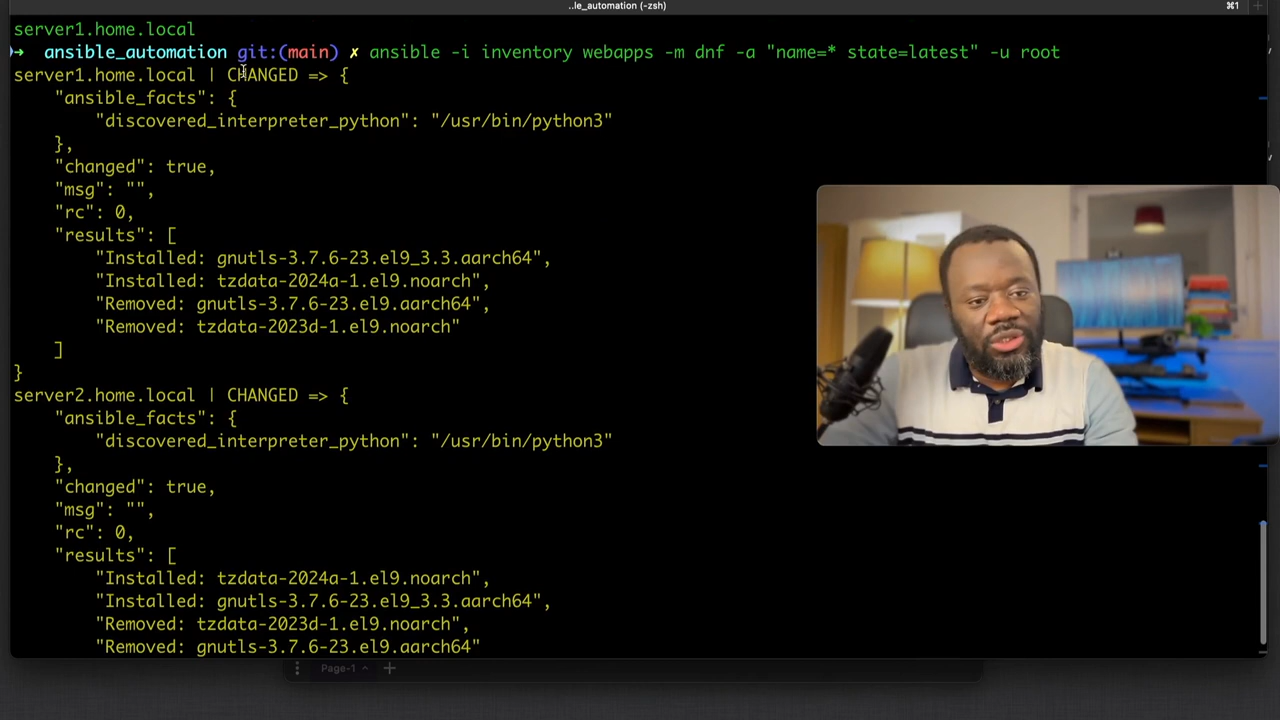 ..le_automation (-zsh)
⌘1
server1.home.local
➜ ansible_automation git:(main) ✗ ansible -i inventory webapps -m dnf -a "name=* state=latest" -u root
server1.home.local | CHANGED => {
    "ansible_facts": {
        "discovered_interpreter_python": "/usr/bin/python3"
    },
    "changed": true,
    "msg": "",
    "rc": 0,
    "results": [
        "Installed: gnutls-3.7.6-23.el9_3.3.aarch64",
        "Installed: tzdata-2024a-1.el9.noarch",
        "Removed: gnutls-3.7.6-23.el9.aarch64",
        "Removed: tzdata-2023d-1.el9.noarch"
    ]
}
server2.home.local | CHANGED => {
    "ansible_facts": {
        "discovered_interpreter_python": "/usr/bin/python3"
    },
    "changed": true,
    "msg": "",
    "rc": 0,
    "results": [
        "Installed: tzdata-2024a-1.el9.noarch",
        "Installed: gnutls-3.7.6-23.el9_3.3.aarch64",
        "Removed: tzdata-2023d-1.el9.noarch",
        "Removed: gnutls-3.7.6-23.el9.aarch64"
Page-1